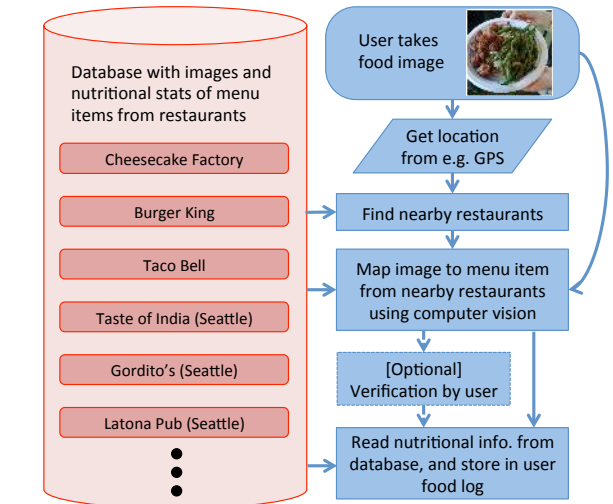 Database with images and
nutritional stats of menu
items from restaurants
Cheesecake Factory
Burger King
Taco Bell
Taste of India (Seattle)
Gordito's (Seattle)
Latona Pub (Seattle)
User takes
food image
Get location
from e.g. GPS
Find nearby restaurants
Map image to menu item
from nearby restaurants
using computer vision
[Optional]
Verification by user
Read nutritional info. from
database, and store in user
food log